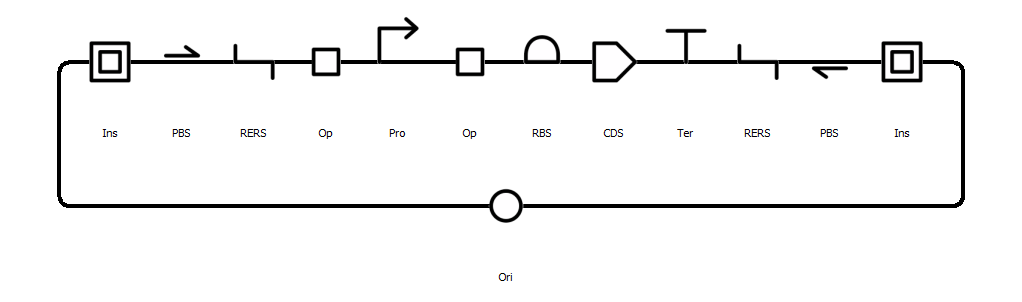 Ins PBS RERS Op Pro Op RBS CDS Ter RERS PBS Ins
Ori